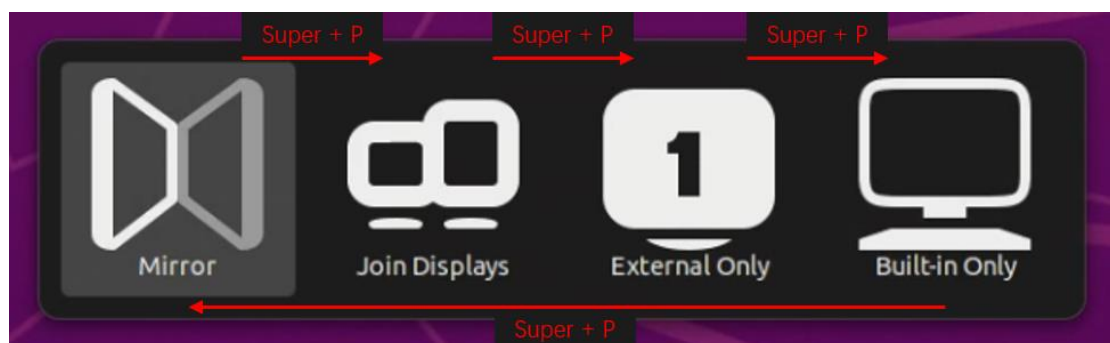 Super + P
Super + P
Super + P
1
Mirror
Join Displays
External Only
Built-in Only
Super + P